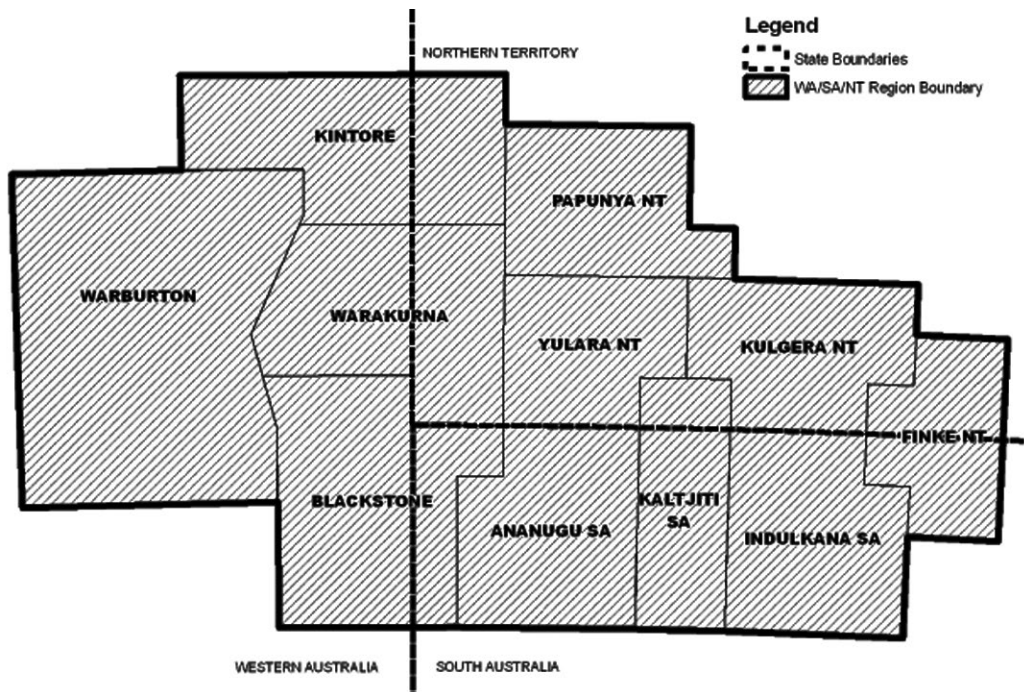 Legend
State Boundaries
WA/SA/NT Region Boundary
NORTHERN TERRITORY
KINTORE
PAPUNYA NT
WARBURTON
WARAKURNA
YULARA NT
KULGERA NT
FINKE NT
BLACKSTONE
ANANUGU SA
KALTJITI
SA
INDULKANA SA
WESTERN AUSTRALIA
SOUTH AUSTRALIA